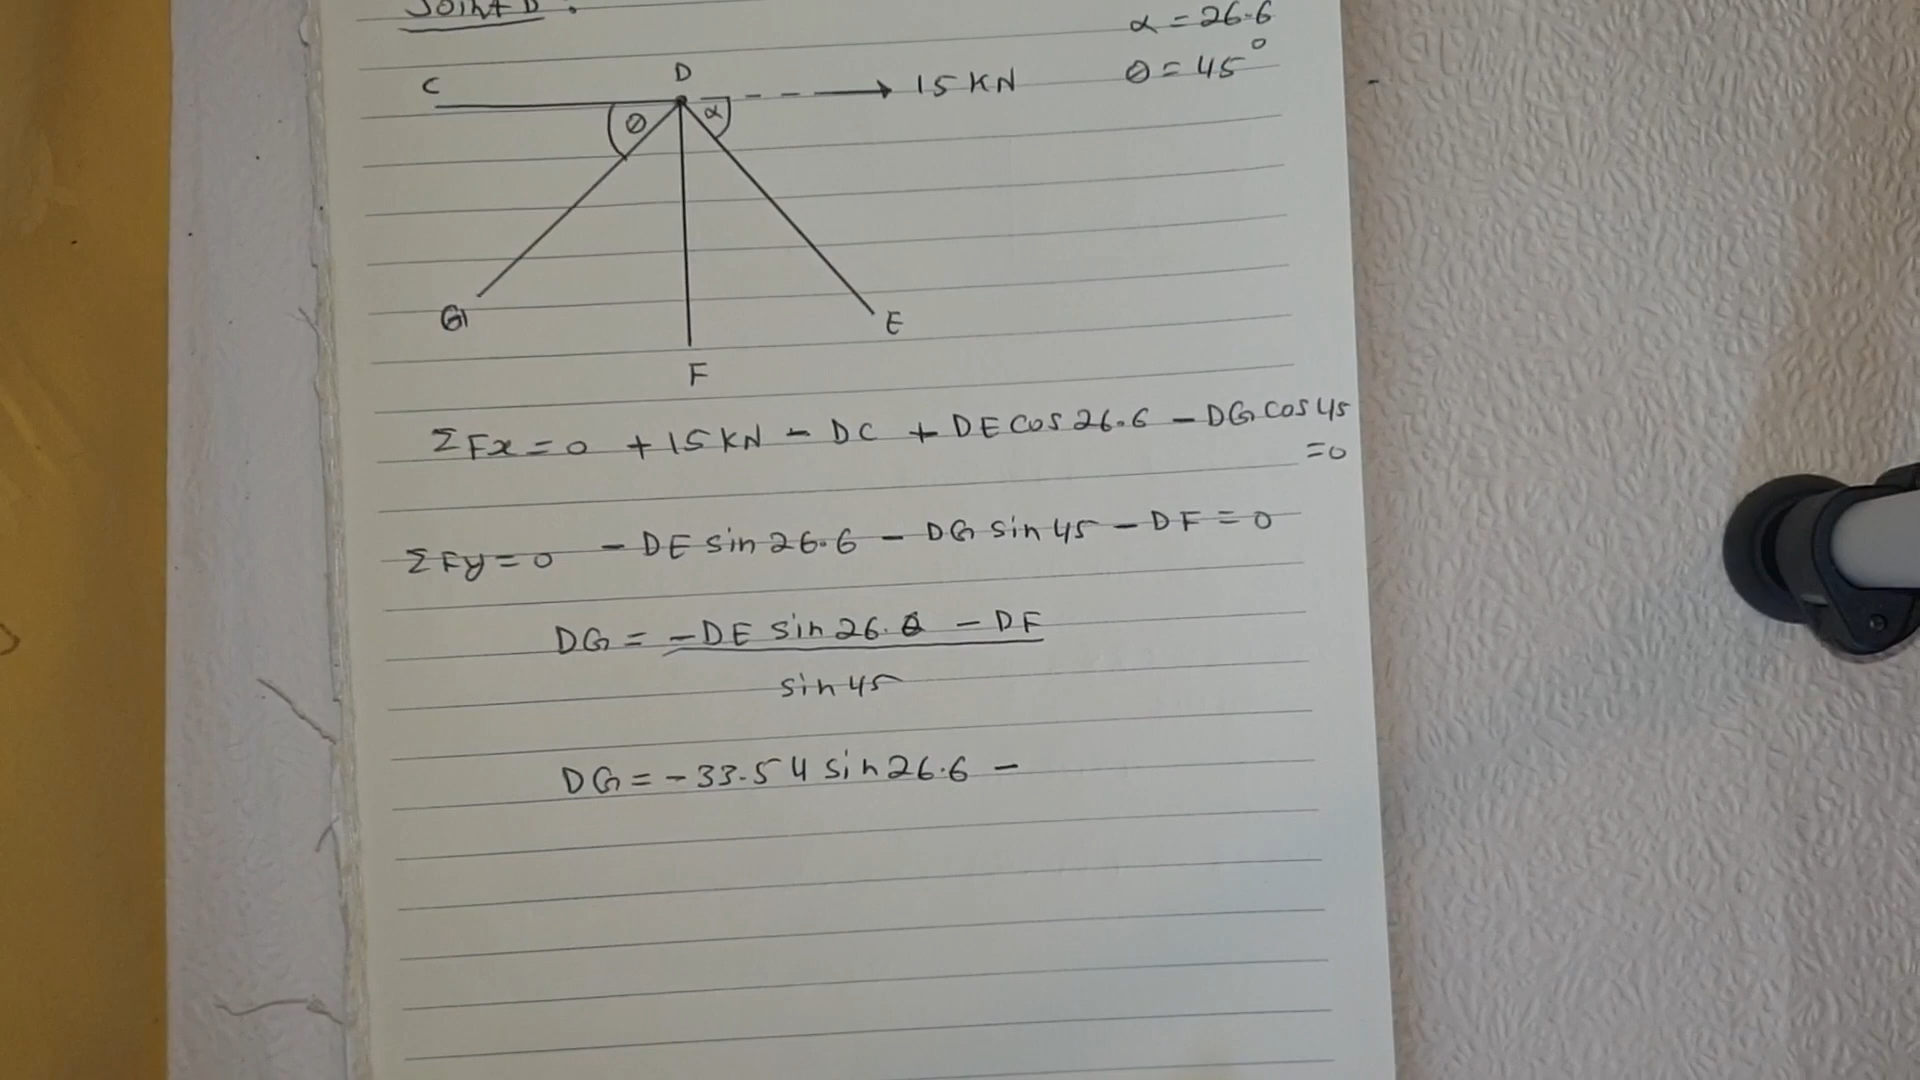 Joint D :
α = 26.6
θ = 45°
C
D
15 KN
θ
α
G
E
F
ΣFx = 0 + 15 KN - DC + DE cos 26.6 - DG cos 45
= 0
ΣFy = 0 - DE sin 26.6 - DG sin 45 - DF = 0
DG = - DE sin 26.6 - DF
sin 45
DG = - 33.54 sin 26.6 -